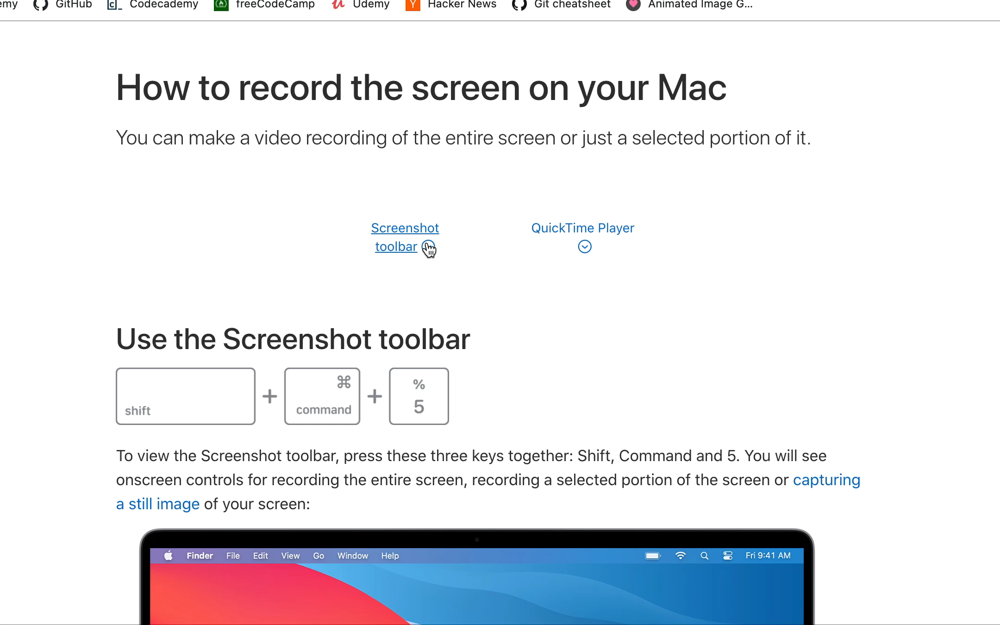 emy GitHub Codecademy freeCodeCamp Udemy Hacker News Git cheatsheet Animated Image G...
How to record the screen on your Mac
You can make a video recording of the entire screen or just a selected portion of it.
Screenshot
toolbar
QuickTime Player
Use the Screenshot toolbar
shift + ⌘ command + % 5
To view the Screenshot toolbar, press these three keys together: Shift, Command and 5. You will see
onscreen controls for recording the entire screen, recording a selected portion of the screen or capturing
a still image of your screen:
Finder File Edit View Go Window Help Fri 9:41 AM